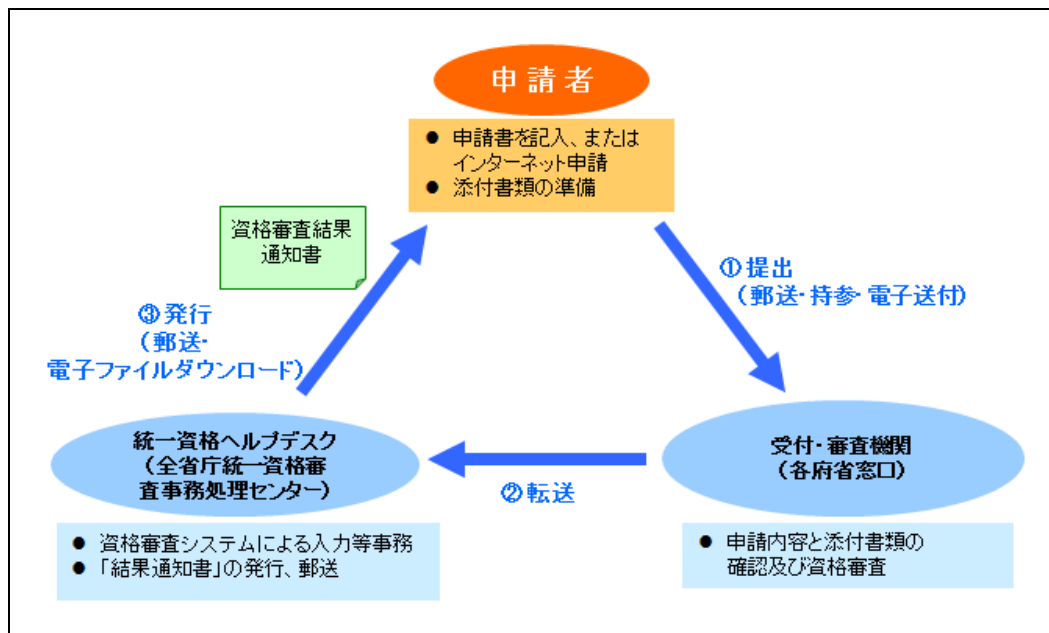 申請者
● 申請書を記入、または
インターネット申請
● 添付書類の準備
資格審査結果
通知書
①提出
（郵送・持参・電子送付）
③発行
（郵送・
電子ファイルダウンロード）
統一資格ヘルプデスク
（全省庁統一資格審
査事務処理センター）
②転送
受付・審査機関
（各府省窓口）
● 資格審査システムによる入力等事務
● 「結果通知書」の発行、郵送
● 申請内容と添付書類の
確認及び資格審査